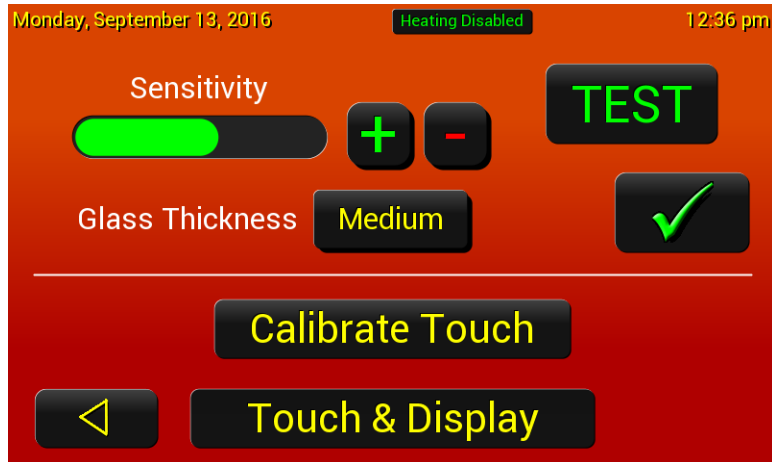 Monday, September 13, 2016 Heating Disabled 12:36 pm
Sensitivity
+ - TEST
Glass Thickness Medium
Calibrate Touch
Touch & Display